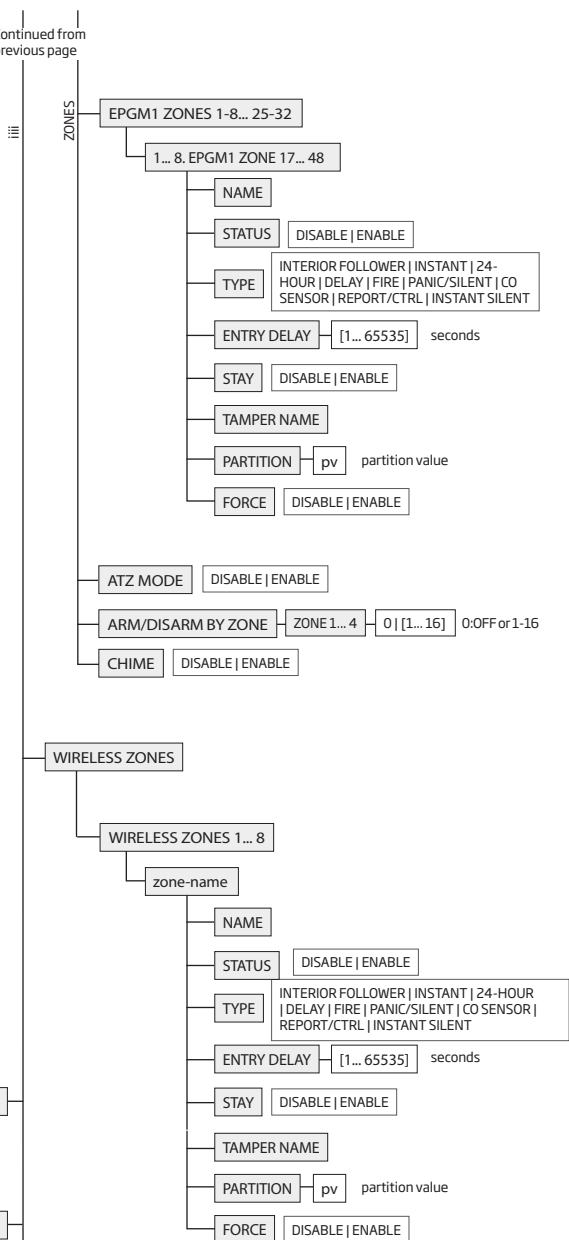 ontinued from
revious page
iiii
ZONES
EPGM1 ZONES 1-8... 25-32
1... 8. EPGM1 ZONE 17... 48
NAME
STATUS DISABLE | ENABLE
TYPE
INTERIOR FOLLOWER | INSTANT | 24-
HOUR | DELAY | FIRE | PANIC/SILENT | CO
SENSOR | REPORT/CTRL | INSTANT SILENT
ENTRY DELAY [1... 65535] seconds
STAY DISABLE | ENABLE
TAMPER NAME
PARTITION pv partition value
FORCE DISABLE | ENABLE
ATZ MODE DISABLE | ENABLE
ARM/DISARM BY ZONE ZONE 1... 4 0 | [1... 16] 0:OFF or 1-16
CHIME DISABLE | ENABLE
WIRELESS ZONES
WIRELESS ZONES 1... 8
zone-name
NAME
STATUS DISABLE | ENABLE
TYPE
INTERIOR FOLLOWER | INSTANT | 24-HOUR
| DELAY | FIRE | PANIC/SILENT | CO SENSOR |
REPORT/CTRL | INSTANT SILENT
ENTRY DELAY [1... 65535] seconds
STAY DISABLE | ENABLE
TAMPER NAME
PARTITION pv partition value
FORCE DISABLE | ENABLE